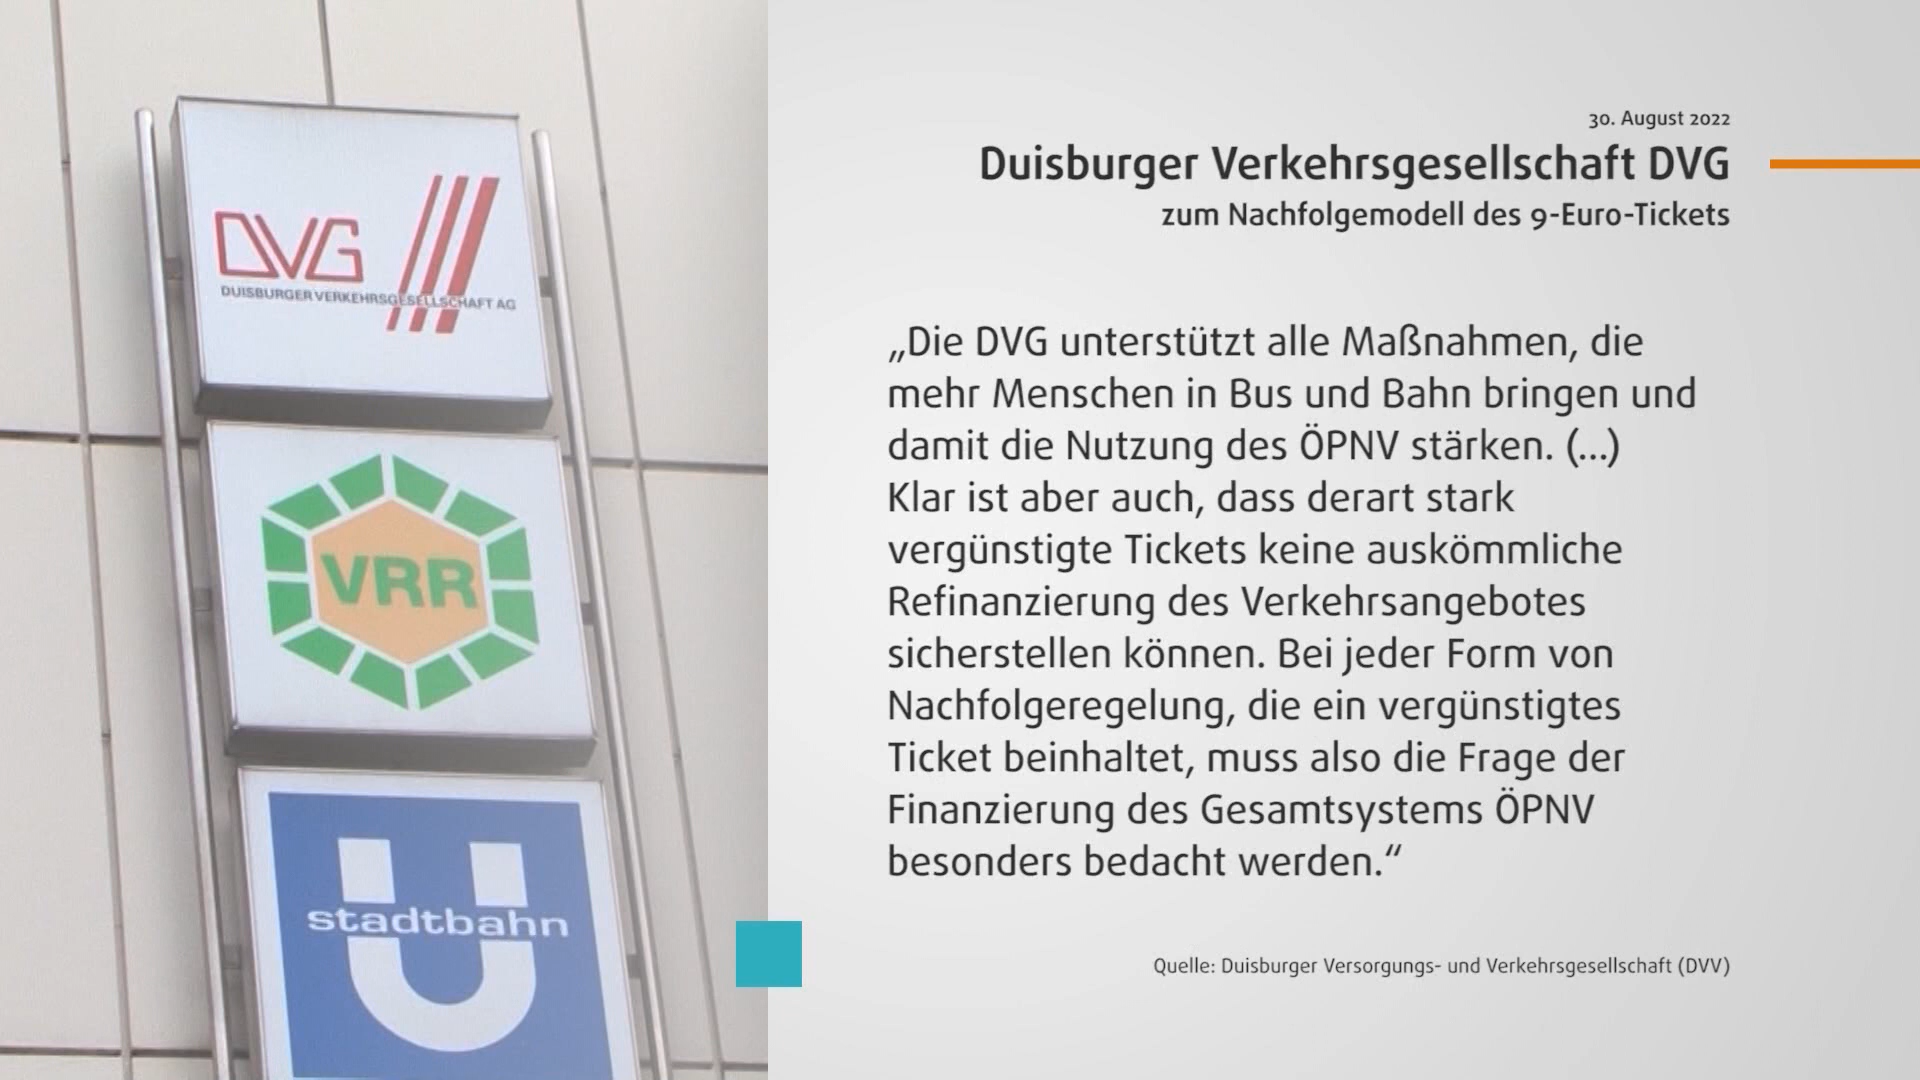 DVG
DUISBURGER VERKEHRSGESELLSCHAFT AG
VRR
stadtbahn
30. August 2022
Duisburger Verkehrsgesellschaft DVG
zum Nachfolgemodell des 9-Euro-Tickets
„Die DVG unterstützt alle Maßnahmen, die
mehr Menschen in Bus und Bahn bringen und
damit die Nutzung des ÖPNV stärken. (...)
Klar ist aber auch, dass derart stark
vergünstigte Tickets keine auskömmliche
Refinanzierung des Verkehrsangebotes
sicherstellen können. Bei jeder Form von
Nachfolgeregelung, die ein vergünstigtes
Ticket beinhaltet, muss also die Frage der
Finanzierung des Gesamtsystems ÖPNV
besonders bedacht werden.“
Quelle: Duisburger Versorgungs- und Verkehrsgesellschaft (DVV)